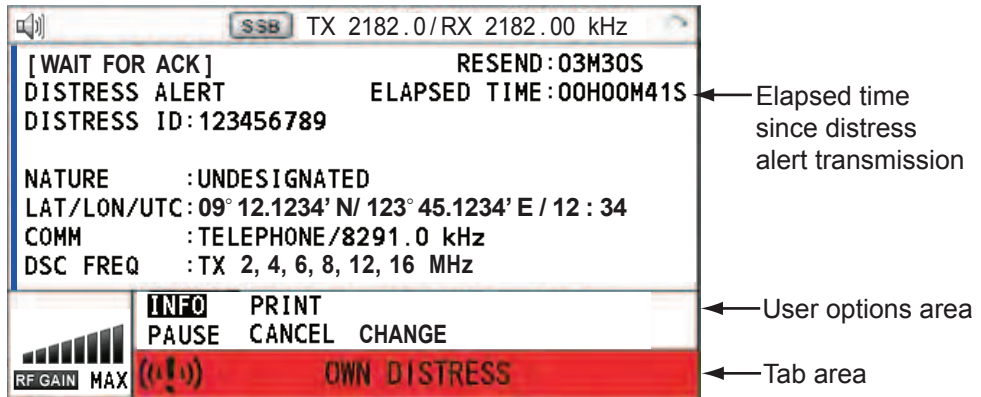 SSB TX 2182.0/RX 2182.00 kHz
[WAIT FOR ACK] RESEND:03M30S
DISTRESS ALERT ELAPSED TIME:00H00M41S
DISTRESS ID:123456789
NATURE :UNDESIGNATED
LAT/LON/UTC:09° 12.1234' N/ 123° 45.1234' E / 12 : 34
COMM :TELEPHONE/8291.0 kHz
DSC FREQ :TX 2, 4, 6, 8, 12, 16 MHz
INFO PRINT
PAUSE CANCEL CHANGE
RF GAIN MAX
OWN DISTRESS
Elapsed time
since distress
alert transmission
User options area
Tab area